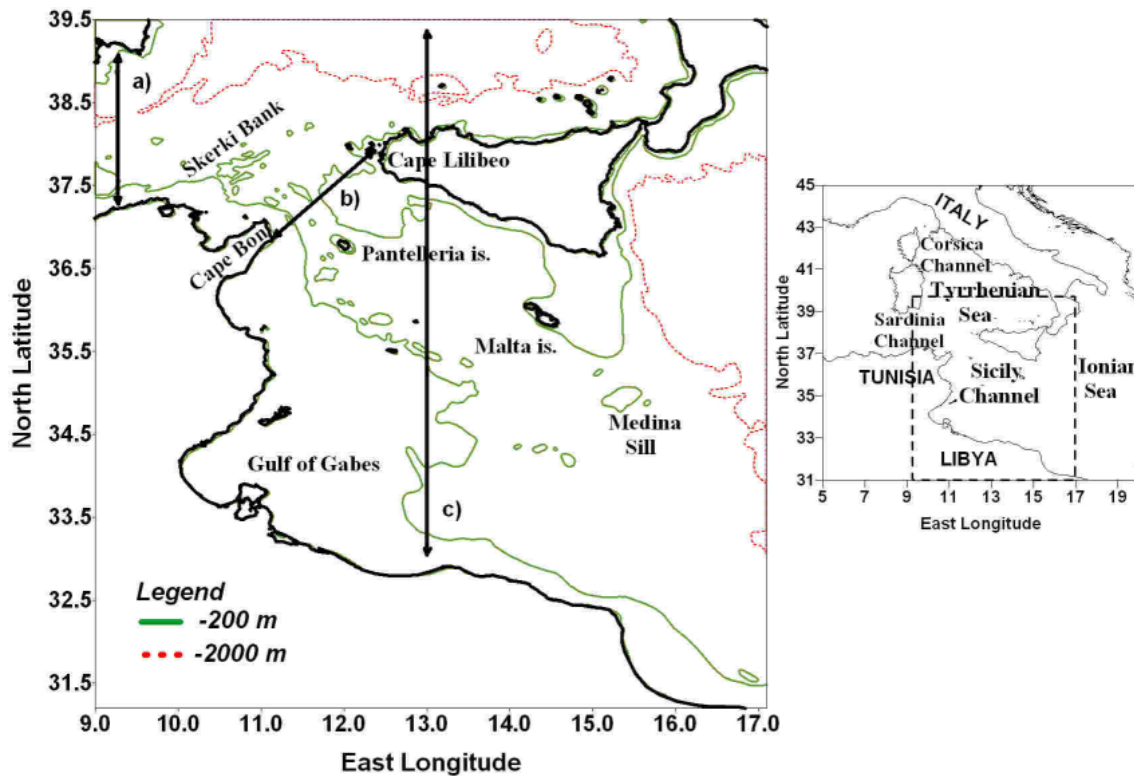 39.5
38.5
37.5
36.5
35.5
34.5
33.5
32.5
31.5
North Latitude
9.0 10.0 11.0 12.0 13.0 14.0 15.0 16.0 17.0
East Longitude
a)
Skerki Bank
Cape Lilibeo
b)
Cape Bon
Pantelleria is.
Malta is.
Medina
Sill
Gulf of Gabes
c)
Legend
-200 m
-2000 m
45
43
41
39
37
35
33
31
North Latitude
5 7 9 11 13 15 17 19
East Longitude
ITALY
Corsica
Channel
Tyrrhenian
Sea
Sardinia
Channel
TUNISIA
Sicily
Channel
Ionian
Sea
LIBYA